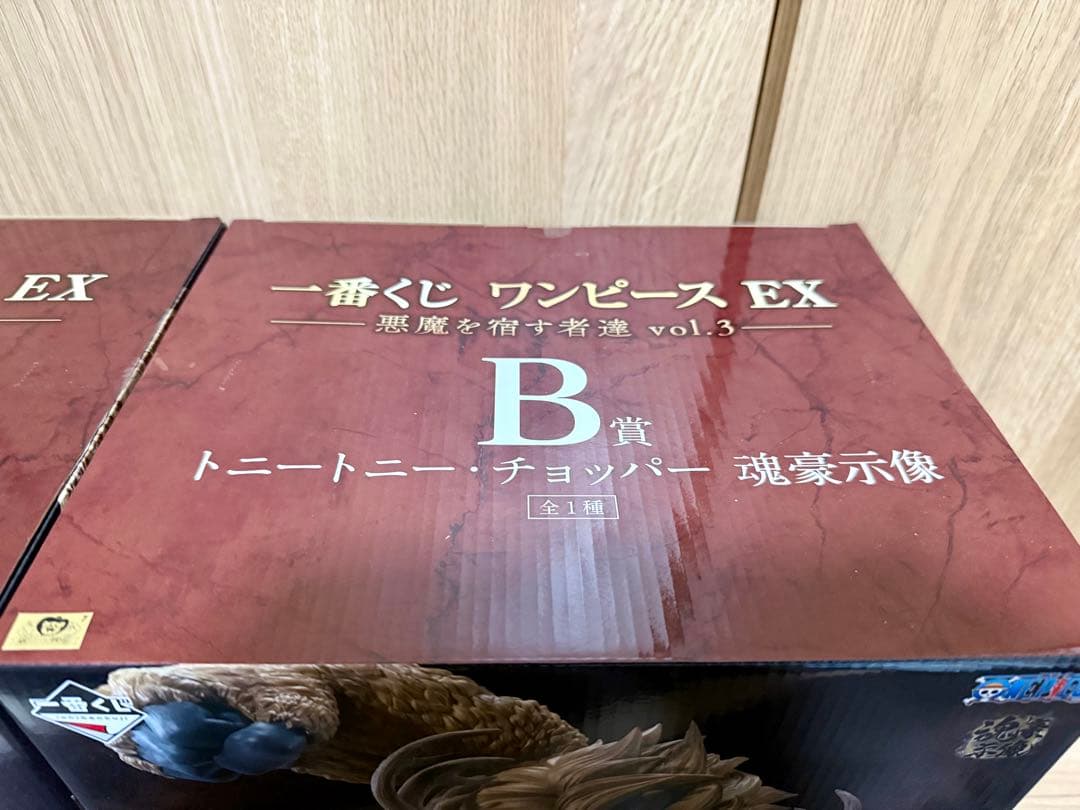 EX
一番くじ ワンピース EX
悪魔を宿す者達 vol.3
B賞
トニートニー・チョッパー 魂豪示像
全1種